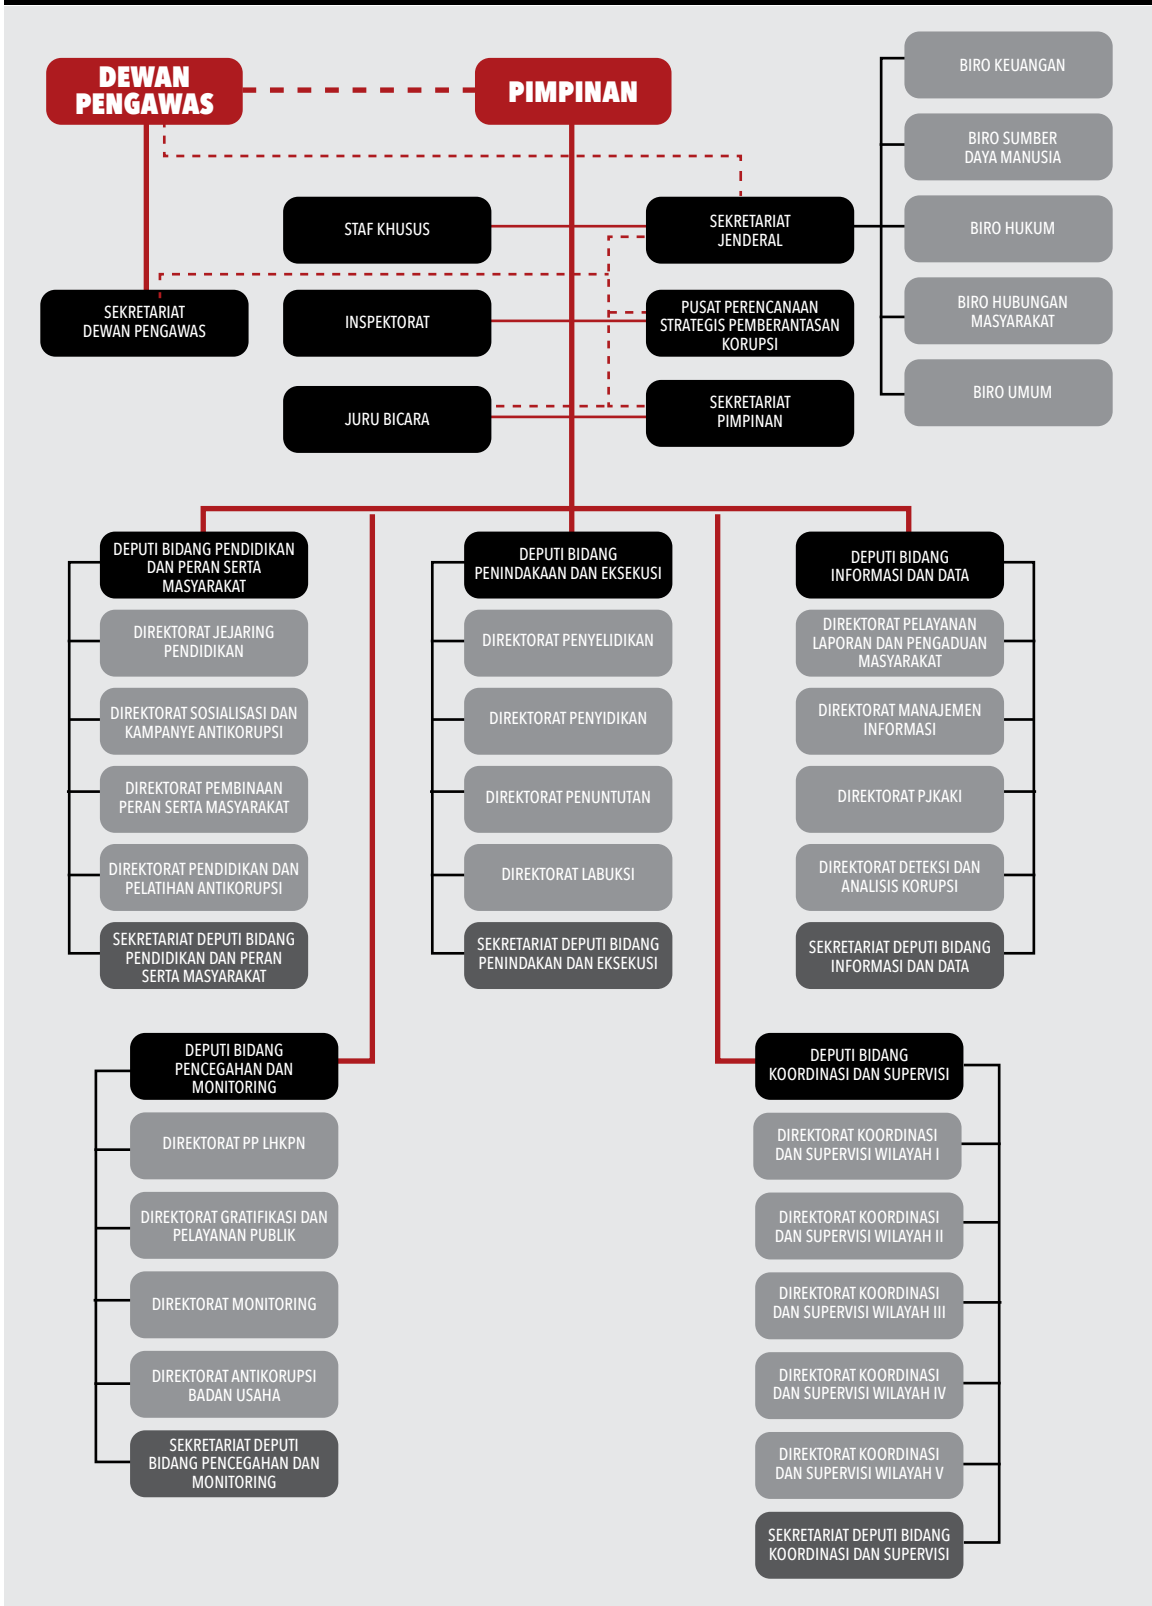 DEWAN
PENGAWAS
PIMPINAN
BIRO KEUANGAN
BIRO SUMBER
DAYA MANUSIA
BIRO HUKUM
BIRO HUBUNGAN
MASYARAKAT
BIRO UMUM
STAF KHUSUS
SEKRETARIAT
JENDERAL
SEKRETARIAT
DEWAN PENGAWAS
INSPEKTORAT
PUSAT PERENCANAAN
STRATEGIS PEMBERANTASAN
KORUPSI
JURU BICARA
SEKRETARIAT
PIMPINAN
DEPUTI BIDANG PENDIDIKAN
DAN PERAN SERTA
MASYARAKAT
DIREKTORAT JEJARING
PENDIDIKAN
DIREKTORAT SOSIALISASI DAN
KAMPANYE ANTIKORUPSI
DIREKTORAT PEMBINAAN
PERAN SERTA MASYARAKAT
DIREKTORAT PENDIDIKAN DAN
PELATIHAN ANTIKORUPSI
SEKRETARIAT DEPUTI BIDANG
PENDIDIKAN DAN PERAN
SERTA MASYARAKAT
DEPUTI BIDANG
PENINDAKAAN DAN EKSEKUSI
DIREKTORAT PENYELIDIKAN
DIREKTORAT PENYIDIKAN
DIREKTORAT PENUNTUTAN
DIREKTORAT LABUKSI
SEKRETARIAT DEPUTI BIDANG
PENINDAKAN DAN EKSEKUSI
DEPUTI BIDANG
INFORMASI DAN DATA
DIREKTORAT PELAYANAN
LAPORAN DAN PENGADUAN
MASYARAKAT
DIREKTORAT MANAJEMEN
INFORMASI
DIREKTORAT PJKAKI
DIREKTORAT DETEKSI DAN
ANALISIS KORUPSI
SEKRETARIAT DEPUTI BIDANG
INFORMASI DAN DATA
DEPUTI BIDANG
PENCEGAHAN DAN
MONITORING
DIREKTORAT PP LHKPN
DIREKTORAT GRATIFIKASI DAN
PELAYANAN PUBLIK
DIREKTORAT MONITORING
DIREKTORAT ANTIKORUPSI
BADAN USAHA
SEKRETARIAT DEPUTI
BIDANG PENCEGAHAN DAN
MONITORING
DEPUTI BIDANG
KOORDINASI DAN SUPERVISI
DIREKTORAT KOORDINASI
DAN SUPERVISI WILAYAH I
DIREKTORAT KOORDINASI
DAN SUPERVISI WILAYAH II
DIREKTORAT KOORDINASI
DAN SUPERVISI WILAYAH III
DIREKTORAT KOORDINASI
DAN SUPERVISI WILAYAH IV
DIREKTORAT KOORDINASI
DAN SUPERVISI WILAYAH V
SEKRETARIAT DEPUTI BIDANG
KOORDINASI DAN SUPERVISI